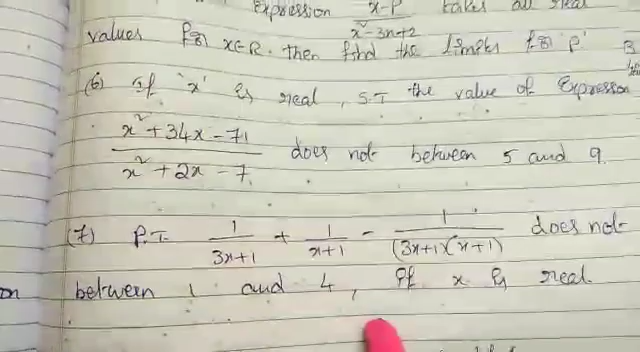 Expression x-p / x²-3x+2 takes all real
values for x∈R. then find the limits for 'p'
(6) If 'x' is real, S.T the value of Expression
x²+34x-71 / x²+2x-7 does not between 5 and 9.
(7) P.T. 1/3x+1 + 1/x+1 - 1/(3x+1)(x+1) does not
between 1 and 4, if x is real.